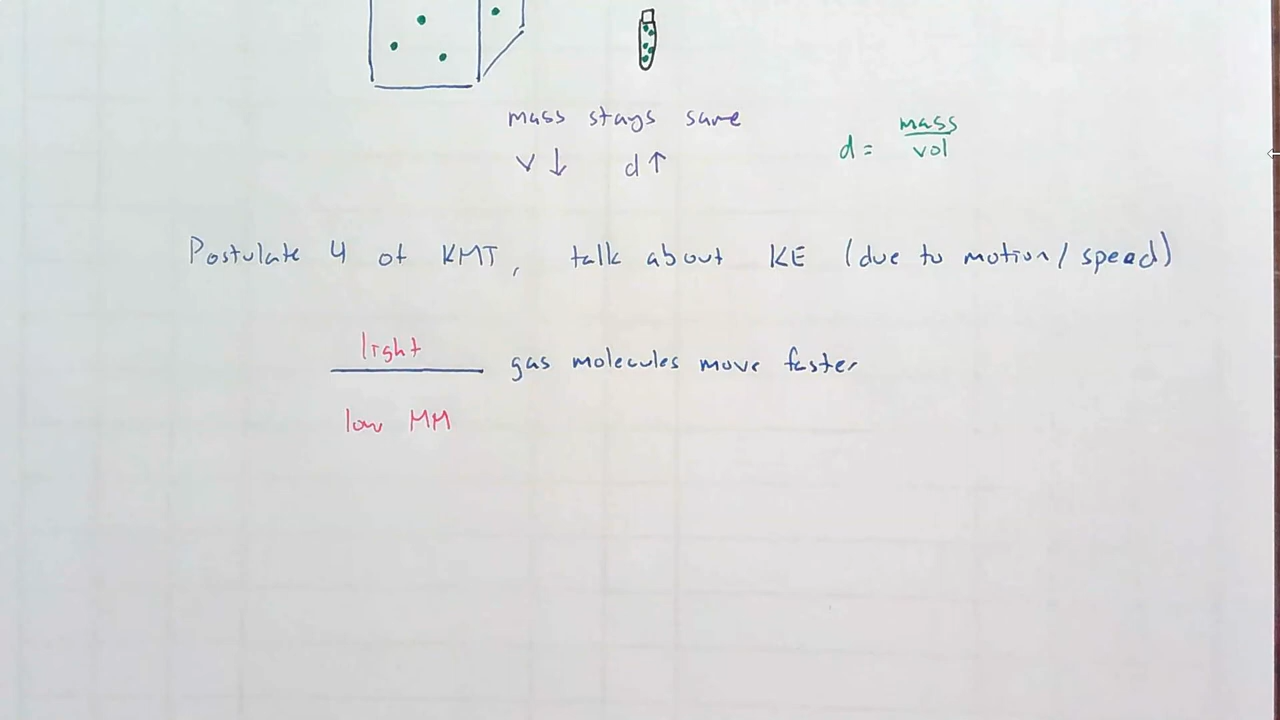 mass stays same
d = mass/vol
V ↓ d ↑
Postulate 4 of KMT, talk about KE (due to motion/speed)
light gas molecules move faster
low MM